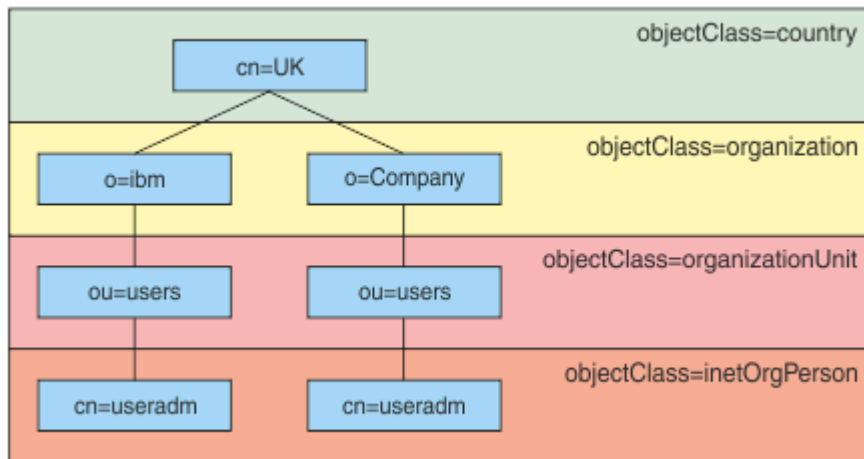 objectClass=country
cn=UK
objectClass=organization
o=ibm
o=Company
objectClass=organizationUnit
ou=users
ou=users
objectClass=inetOrgPerson
cn=useradm
cn=useradm